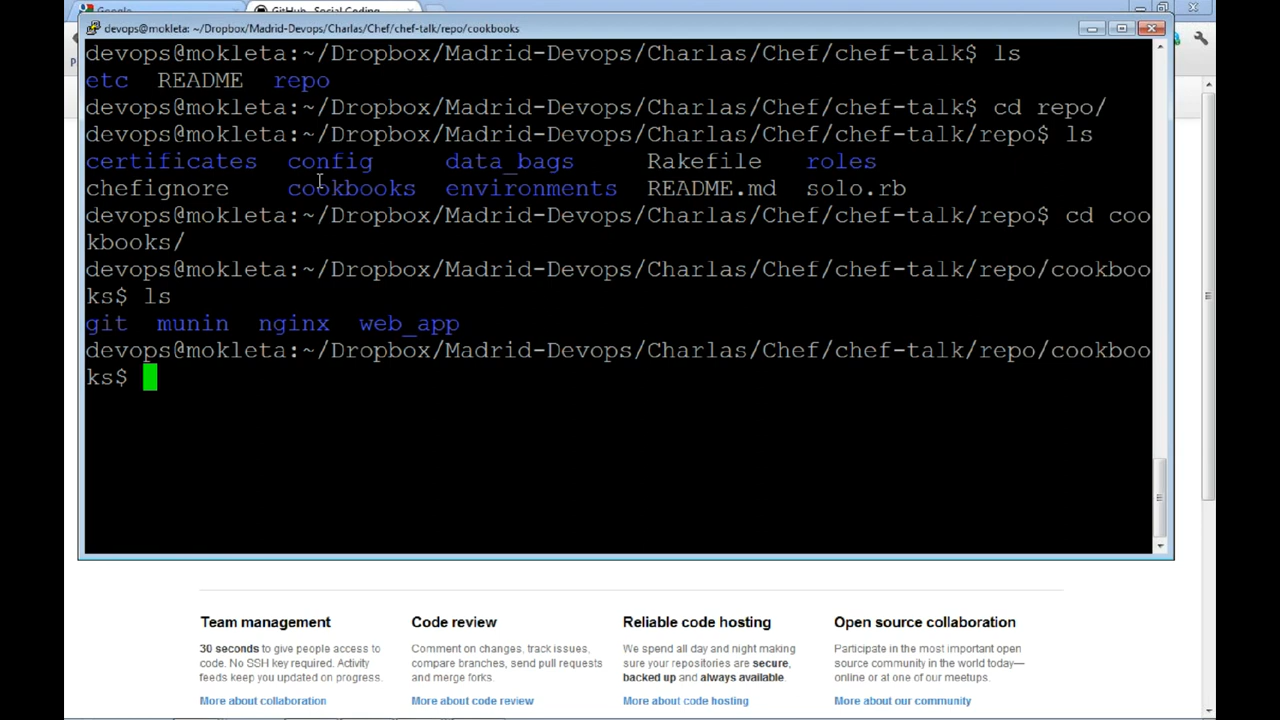 Google
GitHub · Social Coding
devops@mokleta: ~/Dropbox/Madrid-Devops/Charlas/Chef/chef-talk/repo/cookbooks
devops@mokleta:~/Dropbox/Madrid-Devops/Charlas/Chef/chef-talk$ ls
etc README repo
devops@mokleta:~/Dropbox/Madrid-Devops/Charlas/Chef/chef-talk$ cd repo/
devops@mokleta:~/Dropbox/Madrid-Devops/Charlas/Chef/chef-talk/repo$ ls
certificates config data_bags Rakefile roles
chefignore cookbooks environments README.md solo.rb
devops@mokleta:~/Dropbox/Madrid-Devops/Charlas/Chef/chef-talk/repo$ cd coo
kbooks/
devops@mokleta:~/Dropbox/Madrid-Devops/Charlas/Chef/chef-talk/repo/cookboo
ks$ ls
git munin nginx web_app
devops@mokleta:~/Dropbox/Madrid-Devops/Charlas/Chef/chef-talk/repo/cookboo
ks$
Team management
30 seconds to give people access to
code. No SSH key required. Activity
feeds keep you updated on progress.
More about collaboration
Code review
Comment on changes, track issues,
compare branches, send pull requests
and merge forks.
More about code review
Reliable code hosting
We spend all day and night making
sure your repositories are secure,
backed up and always available.
More about code hosting
Open source collaboration
Participate in the most important open
source community in the world today—
online or at one of our meetups.
More about our community